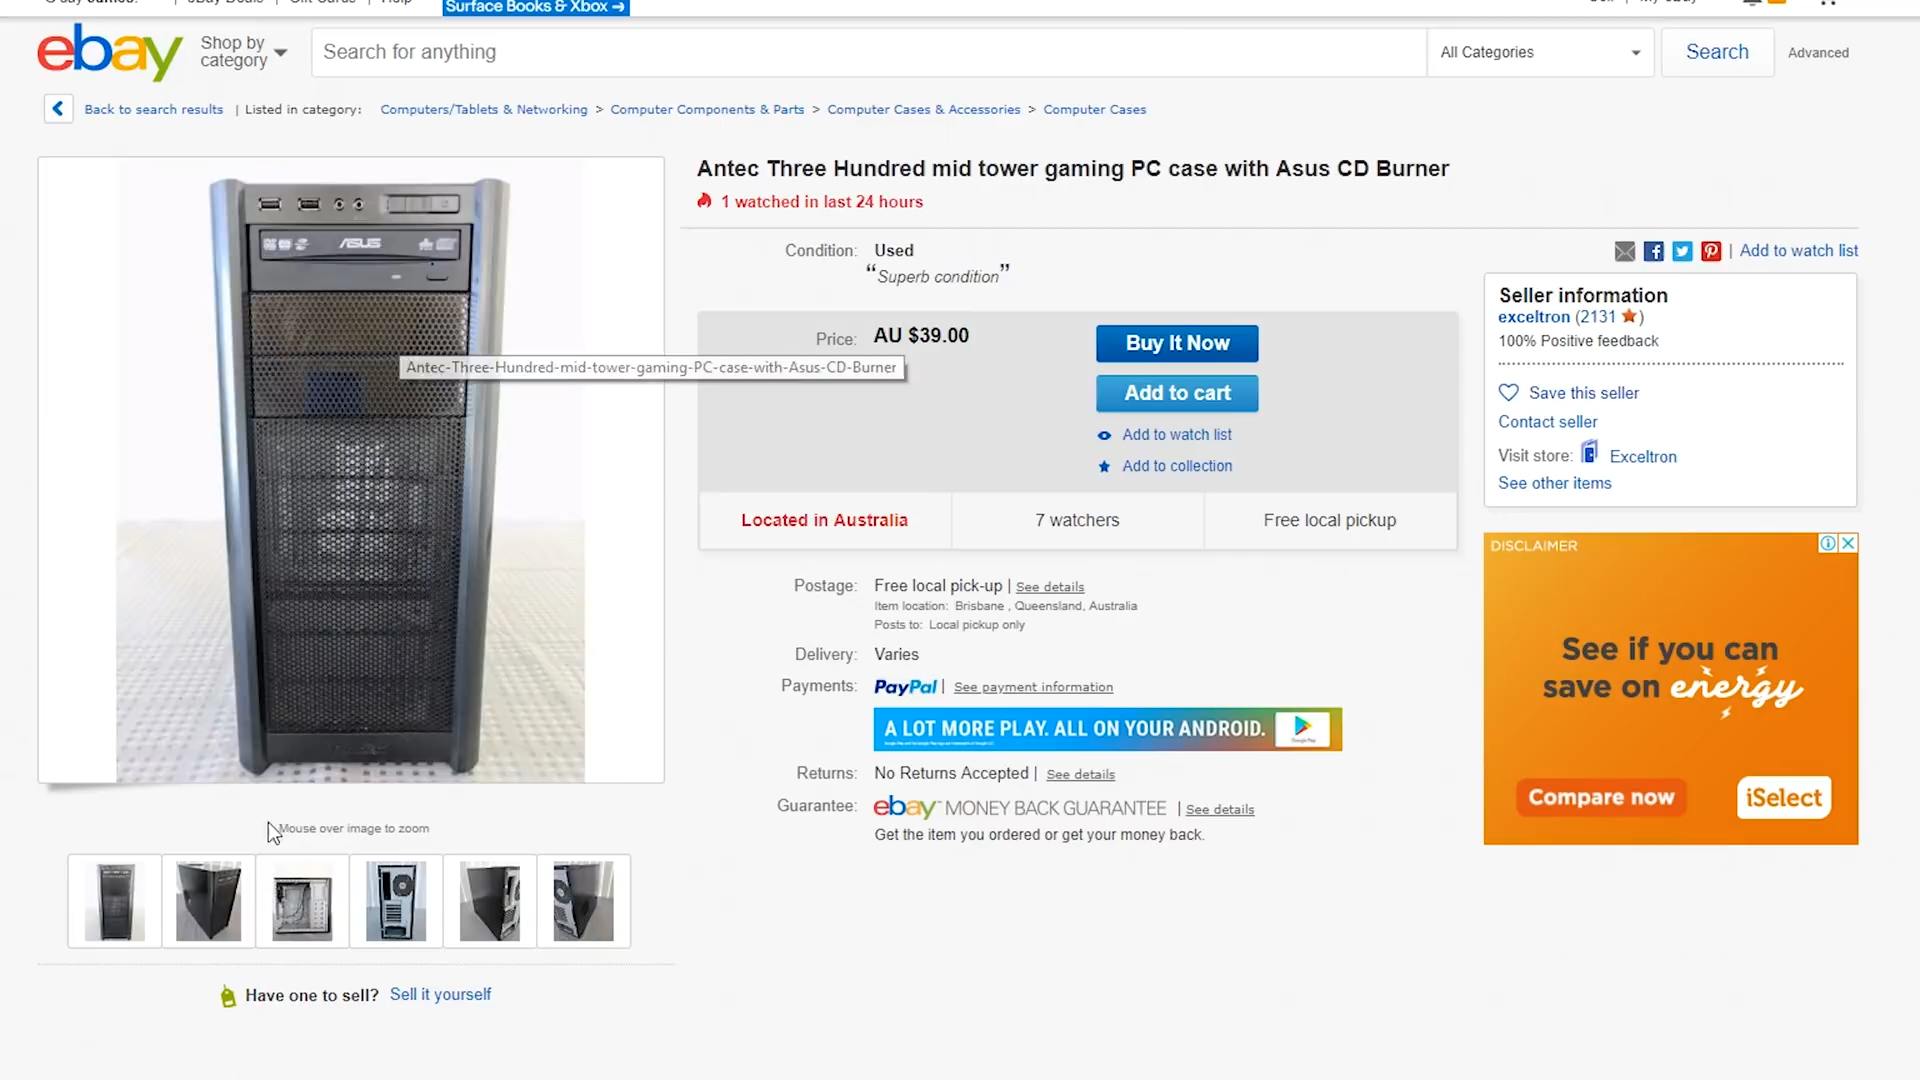 Surface Books & Xbox →
ebay
Shop by
category
Search for anything
All Categories
Search
Advanced
Back to search results | Listed in category: Computers/Tablets & Networking > Computer Components & Parts > Computer Cases & Accessories > Computer Cases
Antec Three Hundred mid tower gaming PC case with Asus CD Burner
1 watched in last 24 hours
Condition: Used
“Superb condition”
| Add to watch list
Seller information
exceltron (2131 )
100% Positive feedback
Save this seller
Contact seller
Visit store: Exceltron
See other items
ASUS
Price: AU $39.00
Buy It Now
Antec-Three-Hundred-mid-tower-gaming-PC-case-with-Asus-CD-Burner
Add to cart
Add to watch list
Add to collection
Located in Australia
7 watchers
Free local pickup
Postage: Free local pick-up | See details
Item location: Brisbane , Queensland, Australia
Posts to: Local pickup only
Delivery: Varies
Payments: PayPal | See payment information
A LOT MORE PLAY. ALL ON YOUR ANDROID.
Returns: No Returns Accepted | See details
Guarantee: ebay MONEY BACK GUARANTEE | See details
Get the item you ordered or get your money back.
DISCLAIMER
See if you can
save on energy
Compare now
iSelect
Mouse over image to zoom
Have one to sell? Sell it yourself